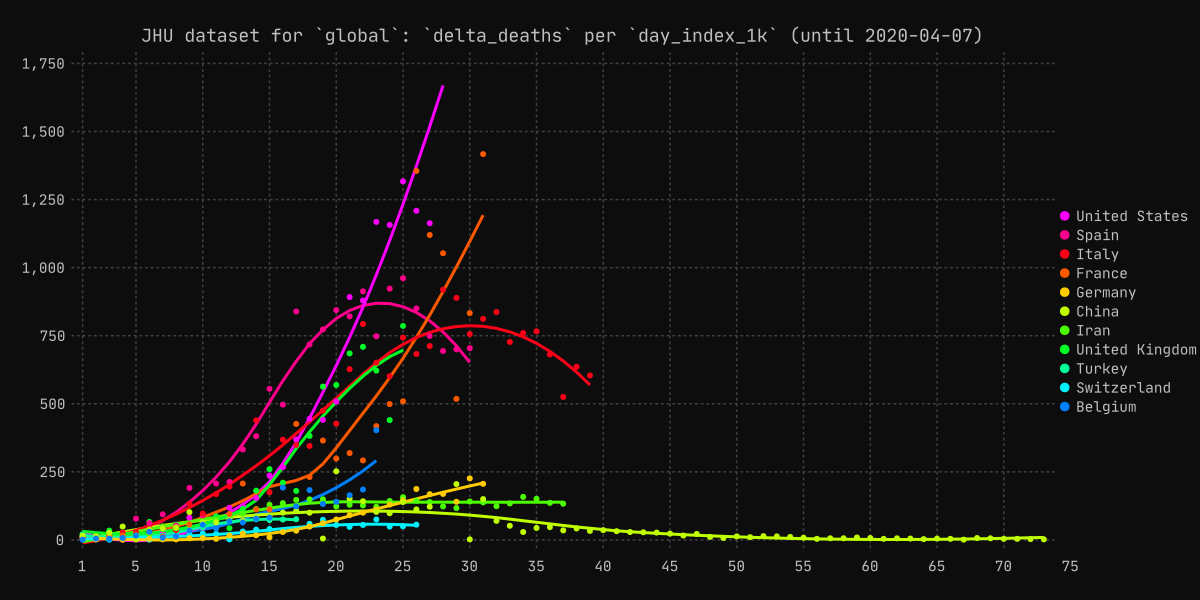 JHU dataset for `global`: `delta_deaths` per `day_index_1k` (until 2020-04-07)
1,750
1,500
1,250
1,000
750
500
250
0
1 5 10 15 20 25 30 35 40 45 50 55 60 65 70 75
United States
Spain
Italy
France
Germany
China
Iran
United Kingdom
Turkey
Switzerland
Belgium